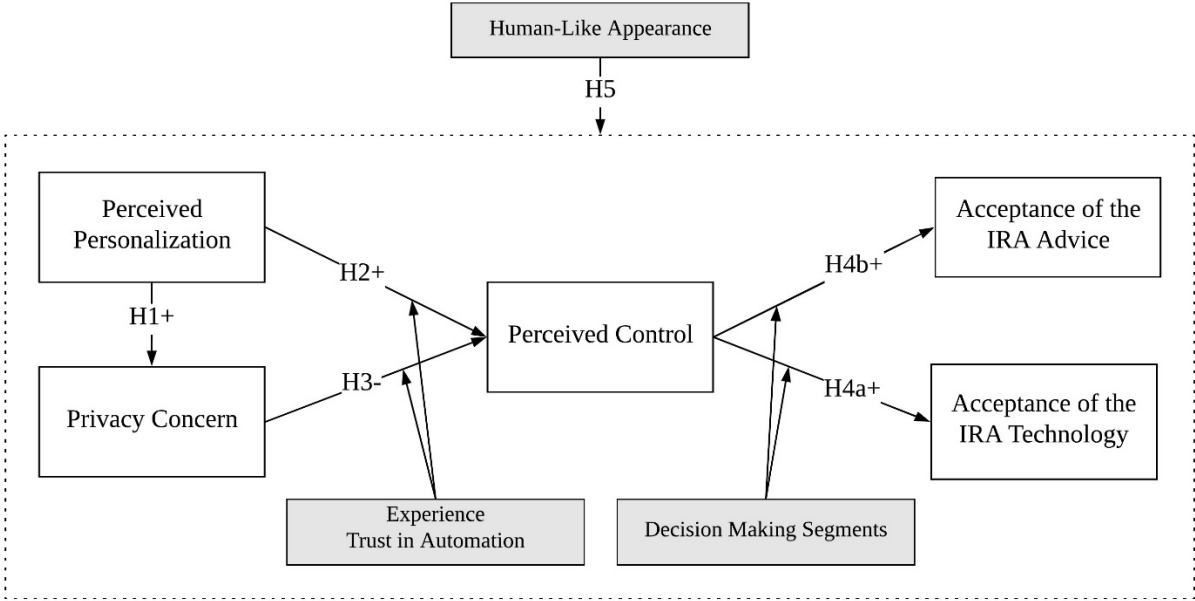 Human-Like Appearance
H5
Perceived
Personalization
H1+
Privacy Concern
H2+
H3-
Perceived Control
H4b+
H4a+
Acceptance of the
IRA Advice
Acceptance of the
IRA Technology
Experience
Trust in Automation
Decision Making Segments